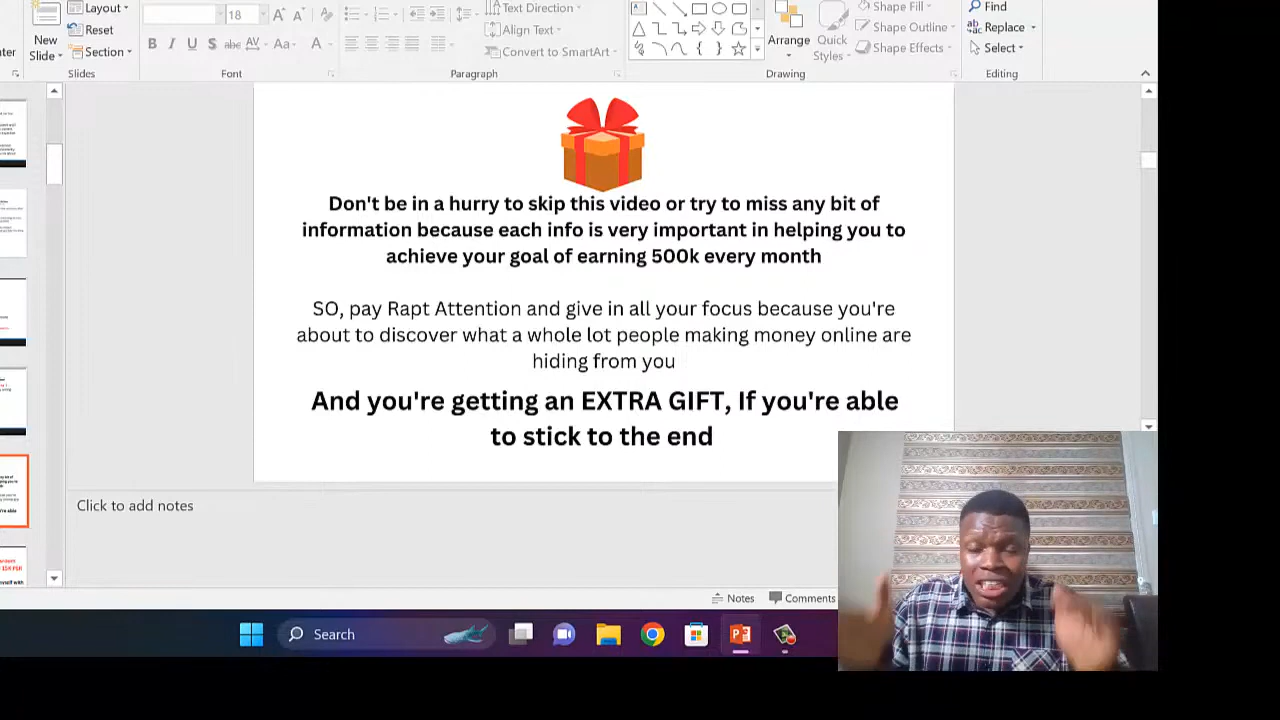 Layout
Reset
New
Slide
Section
Slides
18
B I U S abc AV Aa A
Font
Text Direction
Align Text
Convert to SmartArt
Paragraph
Arrange
Quick
Styles
Shape Fill
Shape Outline
Shape Effects
Drawing
Find
Replace
Select
Editing
Don't be in a hurry to skip this video or try to miss any bit of
information because each info is very important in helping you to
achieve your goal of earning 500k every month
SO, pay Rapt Attention and give in all your focus because you're
about to discover what a whole lot people making money online are
hiding from you
And you're getting an EXTRA GIFT, If you're able
to stick to the end
Click to add notes
Notes
Comments
Search